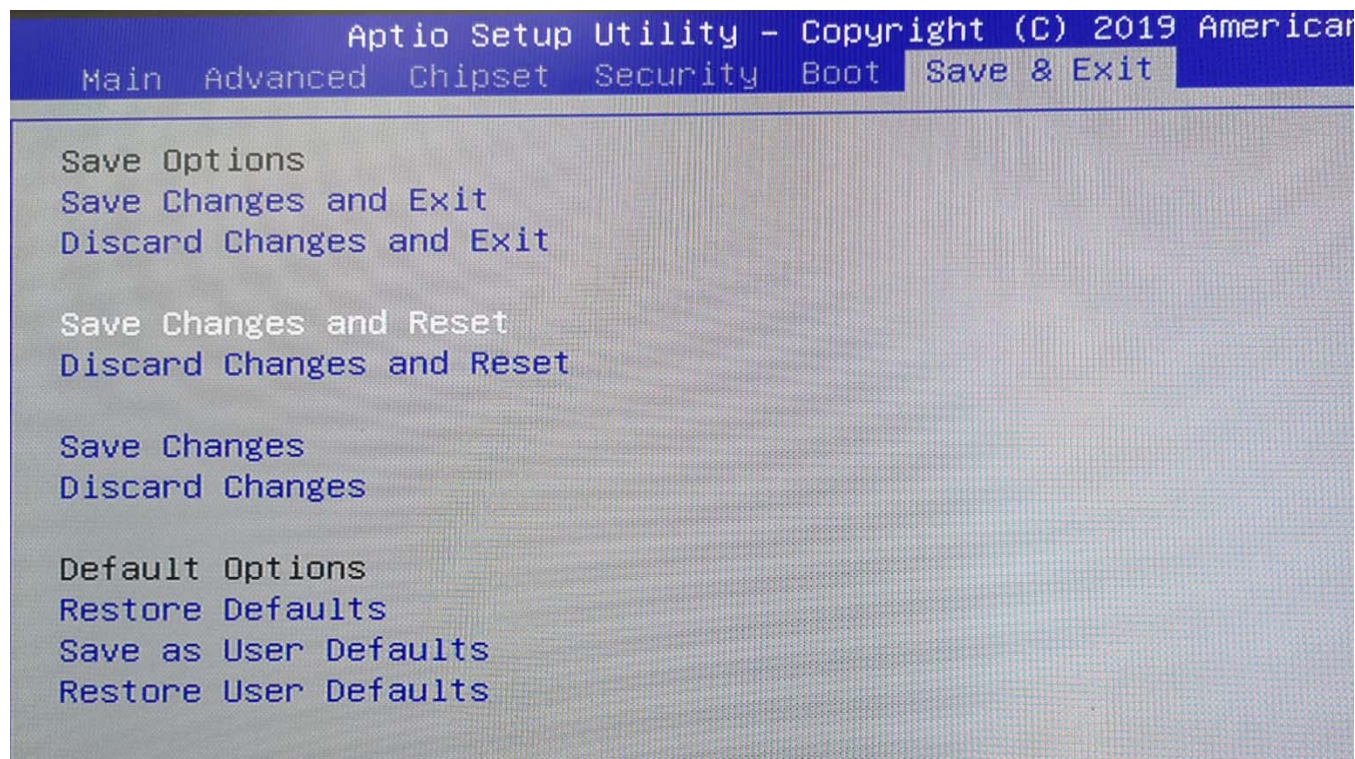 Aptio Setup Utility – Copyright (C) 2019 American
Main Advanced Chipset Security Boot Save & Exit
Save Options
Save Changes and Exit
Discard Changes and Exit
Save Changes and Reset
Discard Changes and Reset
Save Changes
Discard Changes
Default Options
Restore Defaults
Save as User Defaults
Restore User Defaults